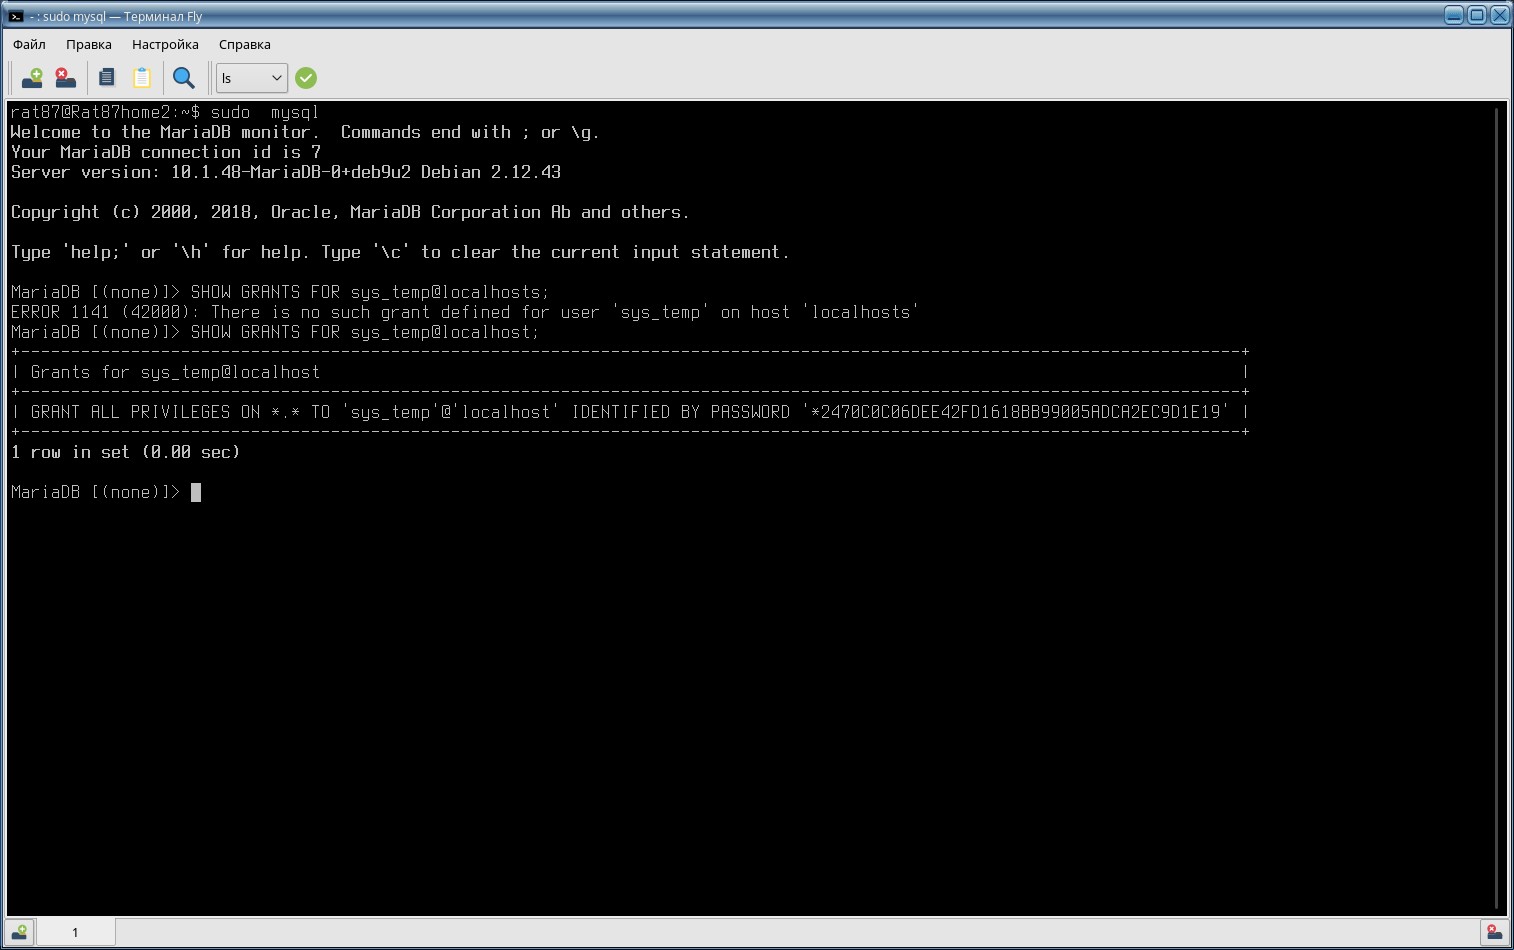 - : sudo mysql — Терминал Fly
Файл Правка Настройка Справка
ls
rat87@Rat87home2:~$ sudo  mysql
Welcome to the MariaDB monitor.  Commands end with ; or \g.
Your MariaDB connection id is 7
Server version: 10.1.48-MariaDB-0+deb9u2 Debian 2.12.43
Copyright (c) 2000, 2018, Oracle, MariaDB Corporation Ab and others.
Type 'help;' or '\h' for help. Type '\c' to clear the current input statement.
MariaDB [(none)]> SHOW GRANTS FOR sys_temp@localhosts;
ERROR 1141 (42000): There is no such grant defined for user 'sys_temp' on host 'localhosts'
MariaDB [(none)]> SHOW GRANTS FOR sys_temp@localhost;
| Grants for sys_temp@localhost |
| GRANT ALL PRIVILEGES ON *.* TO 'sys_temp'@'localhost' IDENTIFIED BY PASSWORD '*2470C0C06DEE42FD1618BB99005ADCA2EC9D1E19' |
1 row in set (0.00 sec)
MariaDB [(none)]>
1